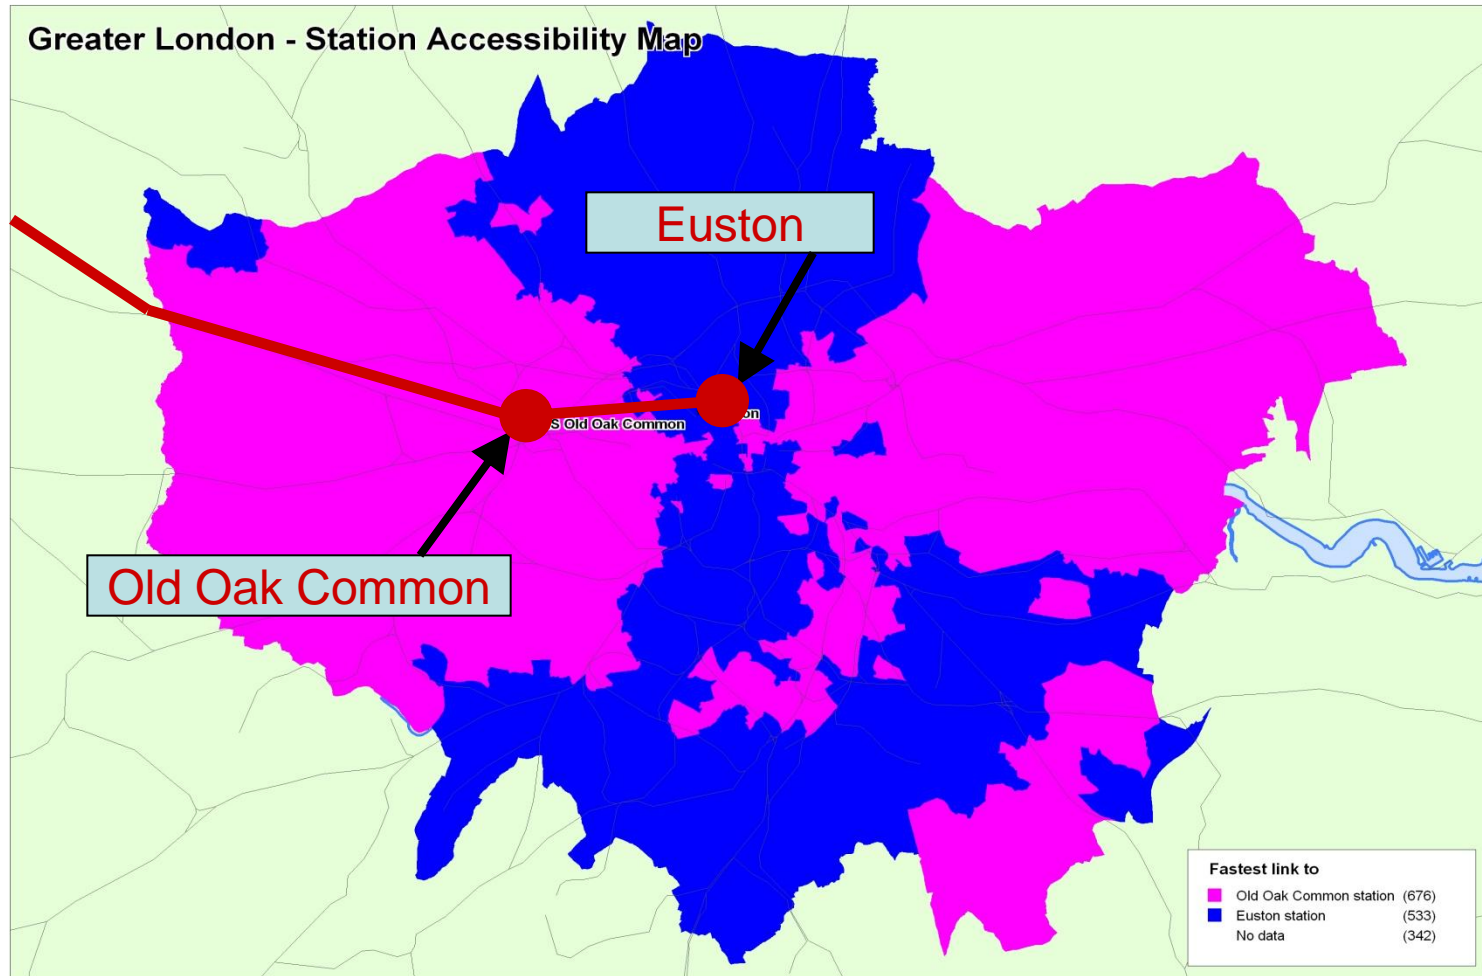 Greater London - Station Accessibility Map
Euston
on
S Old Oak Common
Old Oak Common
Fastest link to
Old Oak Common station (676)
Euston station (533)
No data (342)